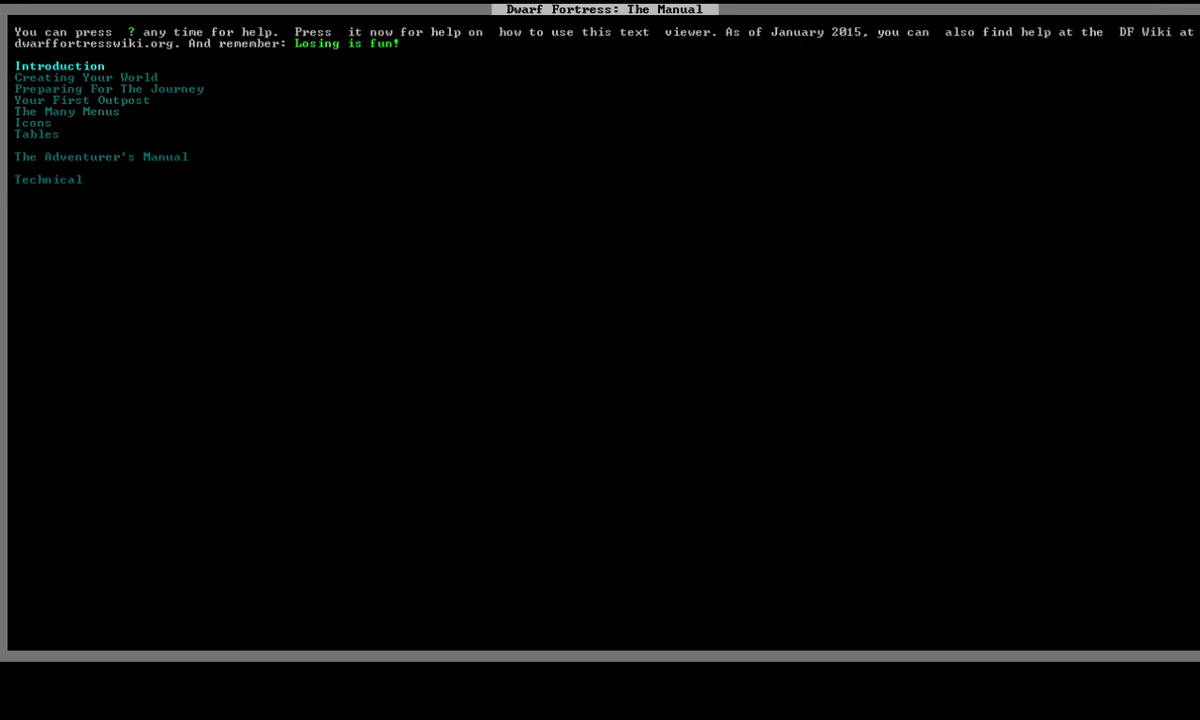 Dwarf Fortress: The Manual
You can press ? any time for help. Press it now for help on how to use this text viewer. As of January 2015, you can also find help at the DF Wiki at
dwarffortresswiki.org. And remember: Losing is fun!
Introduction
Creating Your World
Preparing For The Journey
Your First Outpost
The Many Menus
Icons
Tables
The Adventurer's Manual
Technical